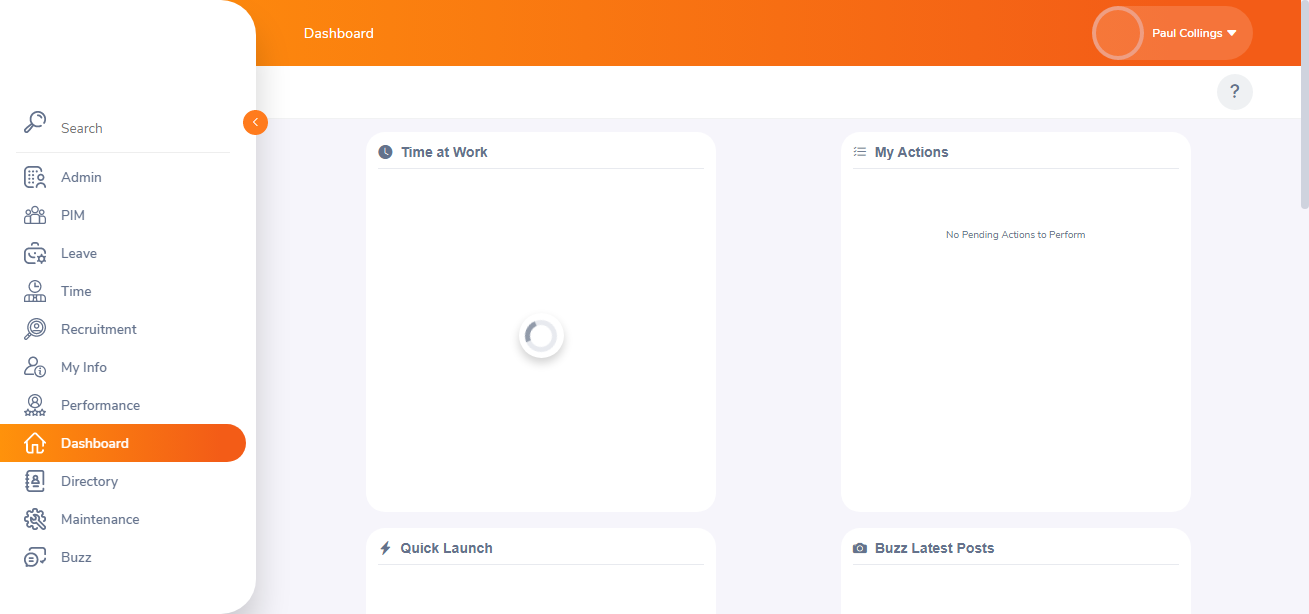 Dashboard
Paul Collings
?
Search
Admin
PIM
Leave
Time
Recruitment
My Info
Performance
Dashboard
Directory
Maintenance
Buzz
Time at Work
My Actions
No Pending Actions to Perform
Quick Launch
Buzz Latest Posts